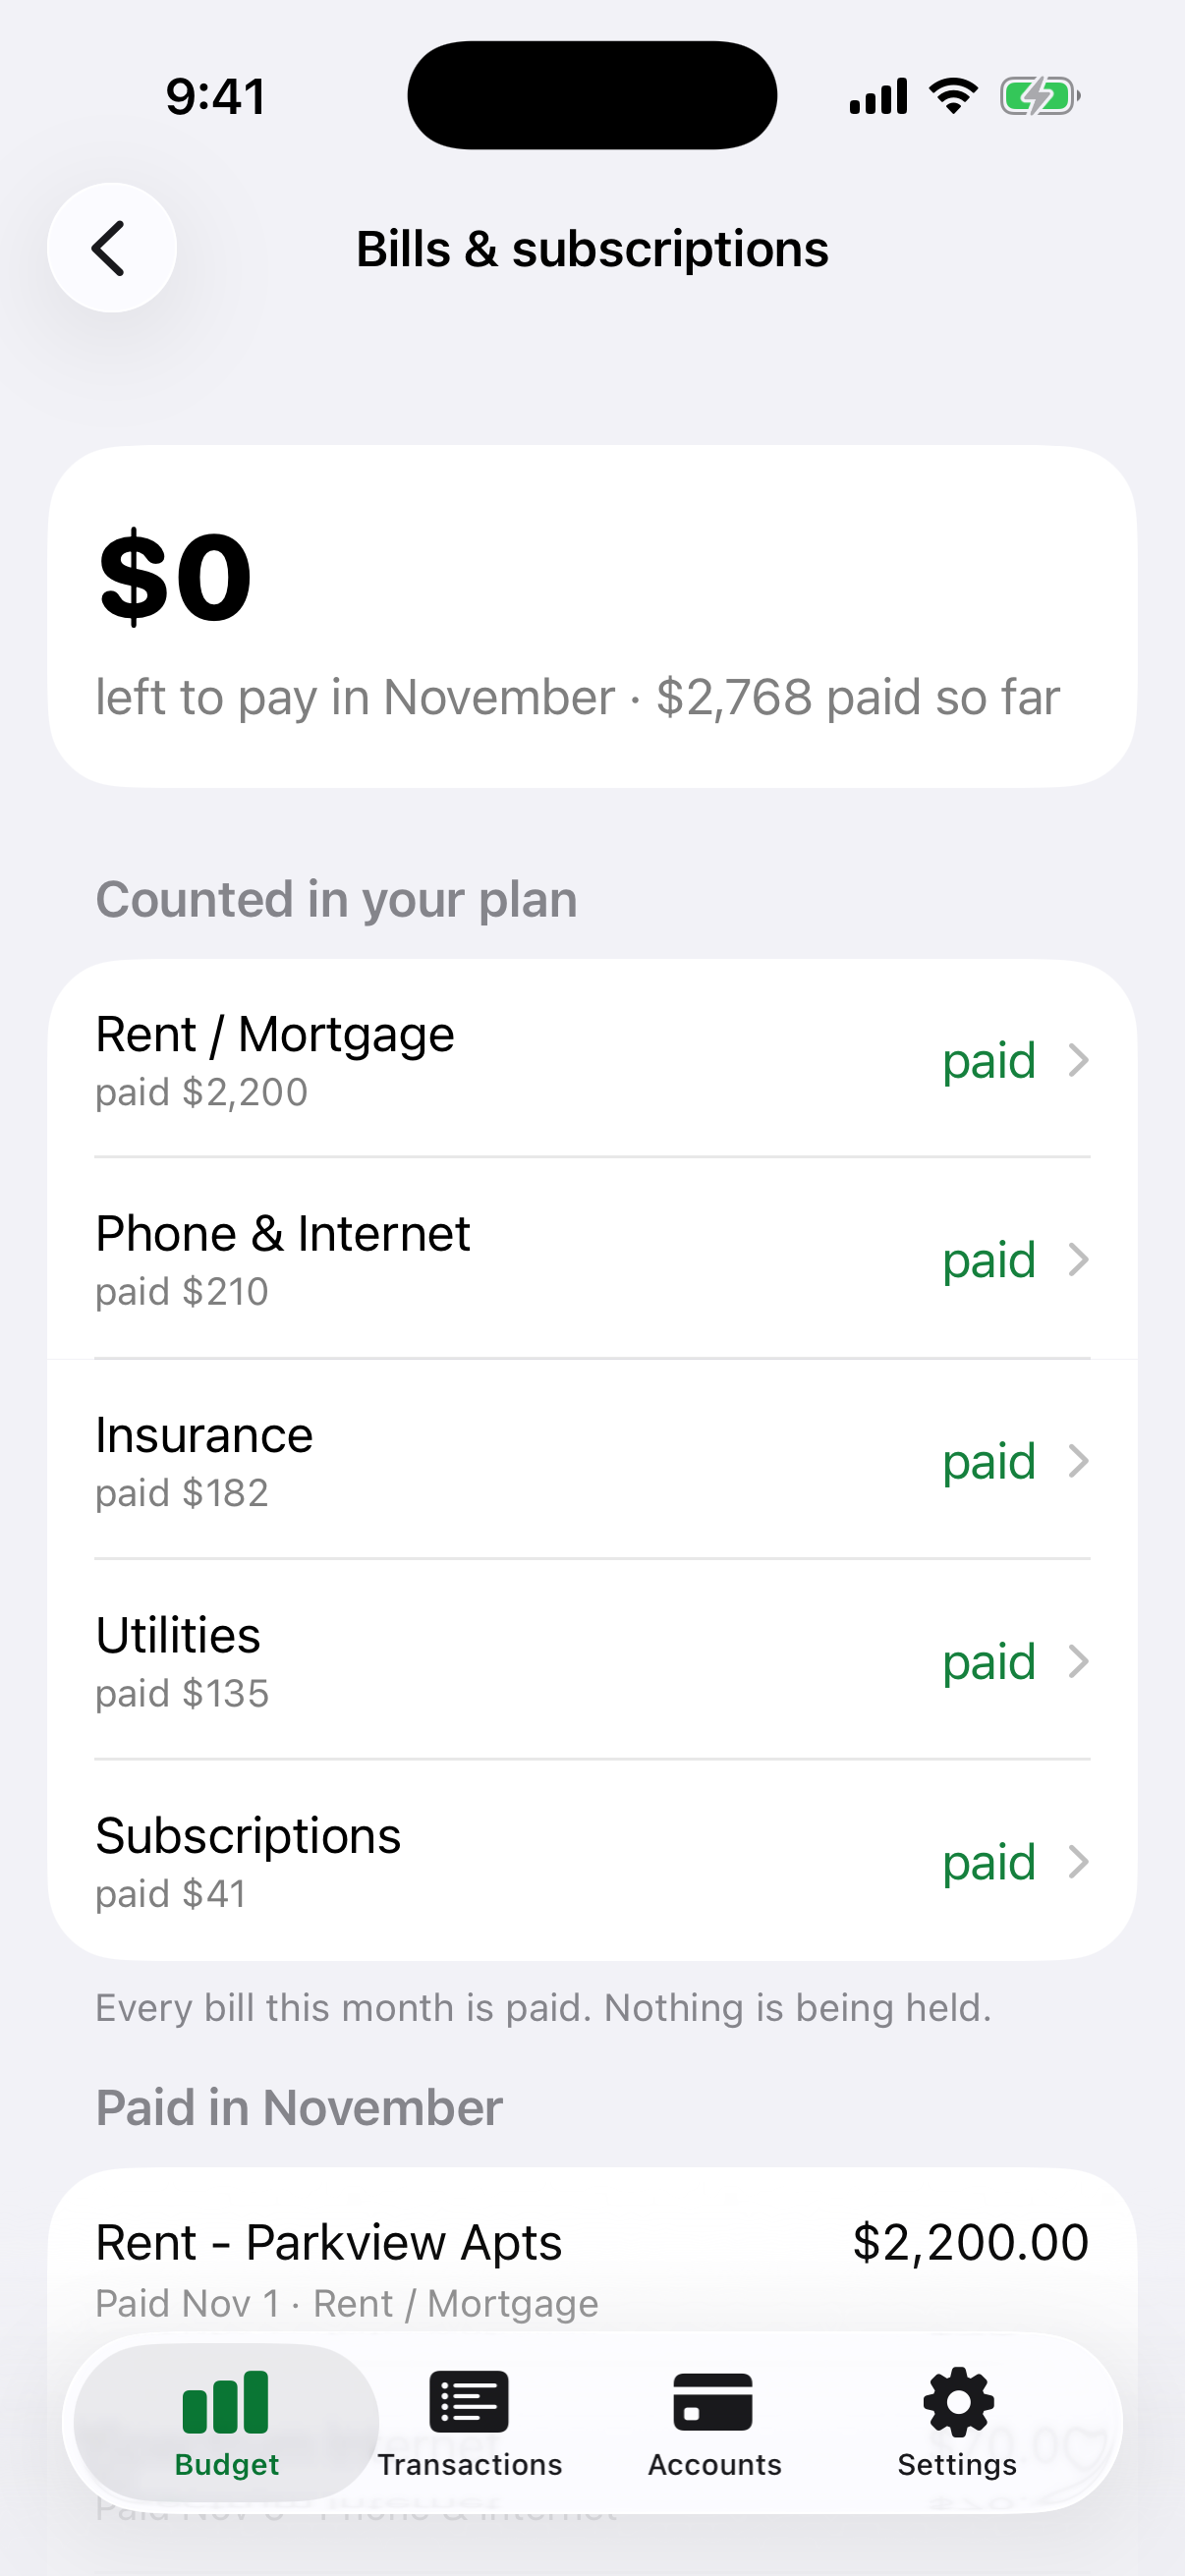 9:41
Bills & subscriptions
$0
left to pay in November · $2,768 paid so far
Counted in your plan
Rent / Mortgage
paid $2,200
paid
Phone & Internet
paid $210
paid
Insurance
paid $182
paid
Utilities
paid $135
paid
Subscriptions
paid $41
paid
Every bill this month is paid. Nothing is being held.
Paid in November
Rent - Parkview Apts
$2,200.00
Paid Nov 1 · Rent / Mortgage
Budget
Transactions
Accounts
Settings